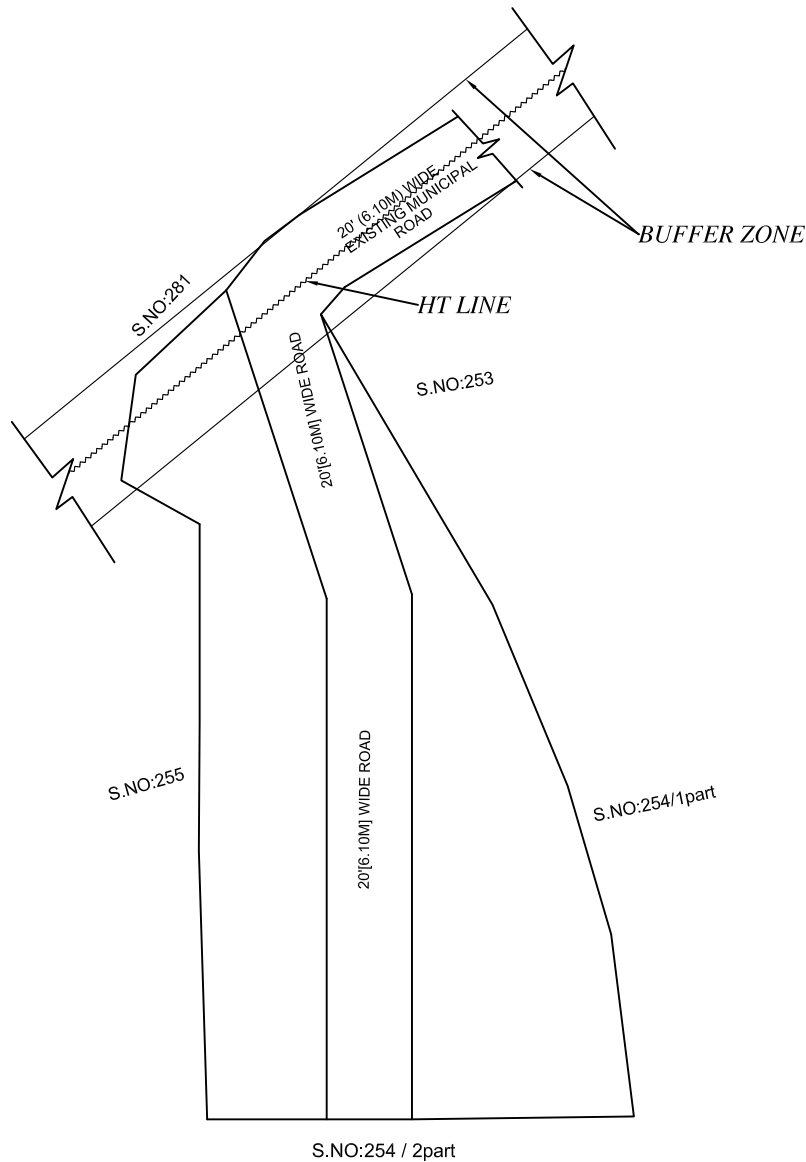 20' (6.10M) WIDE
EXISTING MUNICIPAL
ROAD
BUFFER ZONE
S.NO:281
HT LINE
20'[6.10M] WIDE ROAD
S.NO:253
20'[6.10M] WIDE ROAD
S.NO:255
S.NO:254/1part
S.NO:254 / 2part